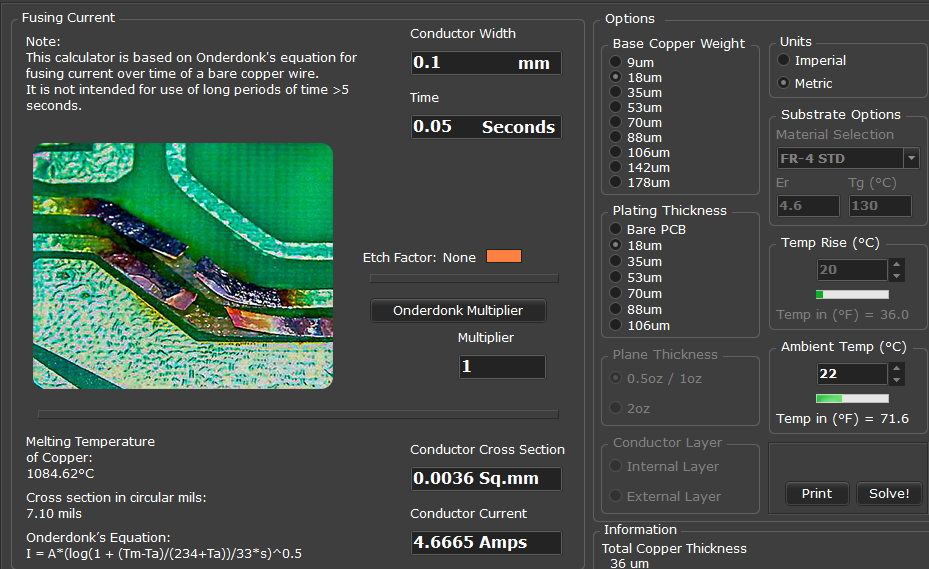 Fusing Current
Note:
This calculator is based on Onderdonk's equation for
fusing current over time of a bare copper wire.
It is not intended for use of long periods of time >5
seconds.
Conductor Width
0.1 mm
Time
0.05 Seconds
Etch Factor: None
Onderdonk Multiplier
Multiplier
1
Melting Temperature
of Copper:
1084.62°C
Cross section in circular mils:
7.10 mils
Onderdonk's Equation:
I = A*(log(1 + (Tm-Ta)/(234+Ta))/33*s)^0.5
Conductor Cross Section
0.0036 Sq.mm
Conductor Current
4.6665 Amps
Options
Base Copper Weight
9um
18um
35um
53um
70um
88um
106um
142um
178um
Plating Thickness
Bare PCB
18um
35um
53um
70um
88um
106um
Plane Thickness
0.5oz / 1oz
2oz
Conductor Layer
Internal Layer
External Layer
Units
Imperial
Metric
Substrate Options
Material Selection
FR-4 STD
Er Tg (°C)
4.6 130
Temp Rise (°C)
20
Temp in (°F) = 36.0
Ambient Temp (°C)
22
Temp in (°F) = 71.6
Print Solve!
Information
Total Copper Thickness
36 um